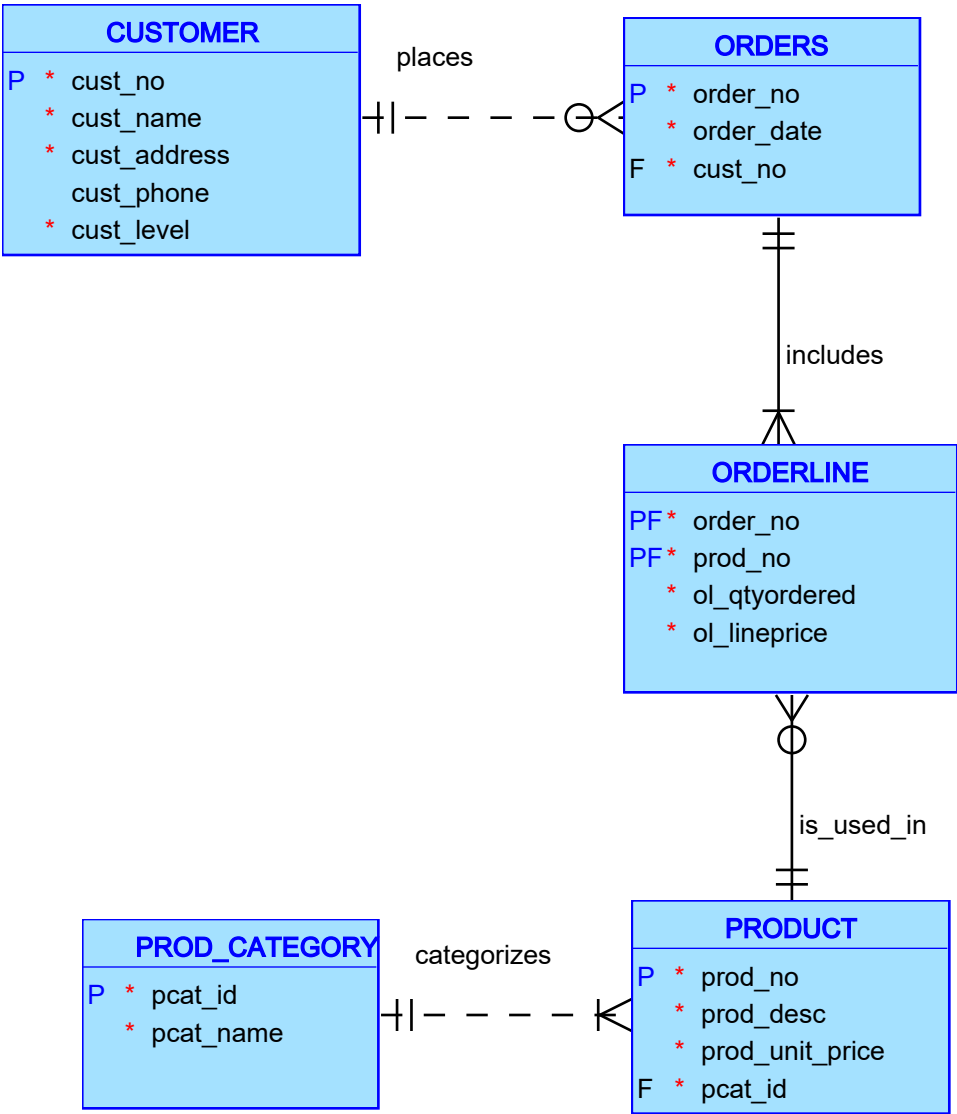 CUSTOMER
P * cust_no
* cust_name
* cust_address
cust_phone
* cust_level
places
ORDERS
P * order_no
* order_date
F * cust_no
includes
ORDERLINE
PF * order_no
PF * prod_no
* ol_qtyordered
* ol_lineprice
is_used_in
PROD_CATEGORY
P * pcat_id
* pcat_name
categorizes
PRODUCT
P * prod_no
* prod_desc
* prod_unit_price
F * pcat_id